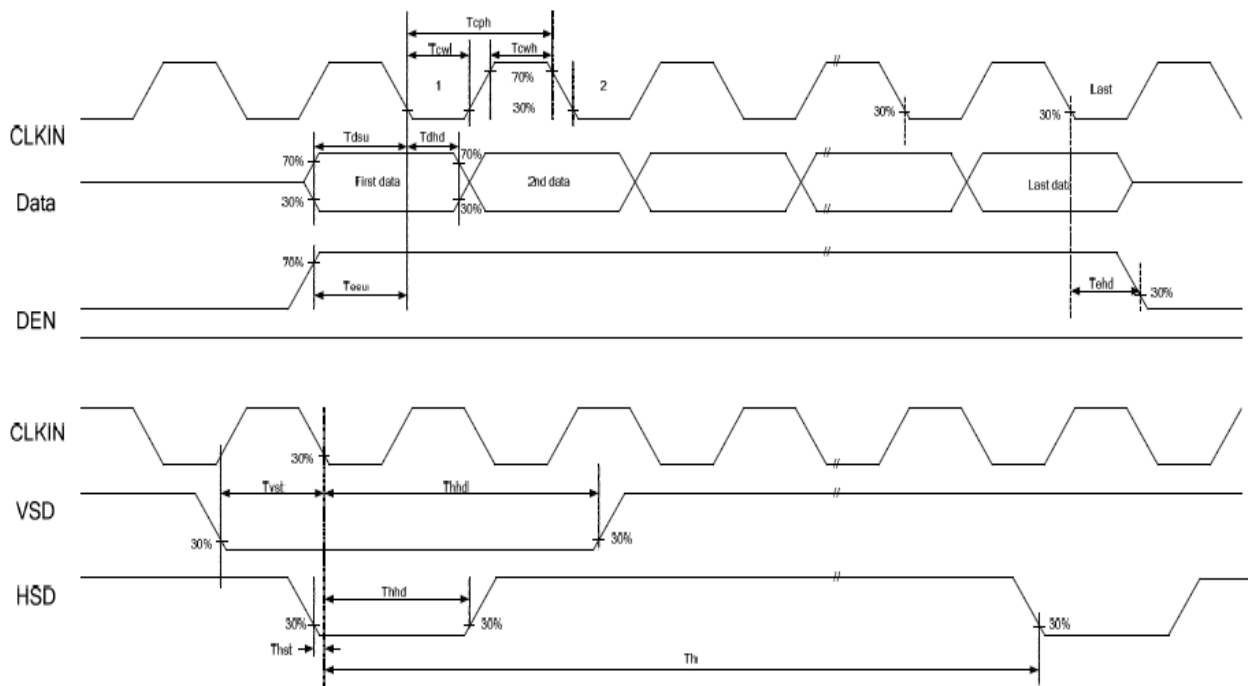 Tcph
Tcwl Tcwh
1 70% 2 Last
30% 30% 30%
CLKIN
Tdsu Tdhd
70% 70%
First data 2nd data Last data
Data
30% 30%
70%
Tesu Tehd
30%
DEN
CLKIN
30%
Tvst Thhd
VSD
30% 30%
HSD
Thhd
30% 30% 30%
Thst
Th